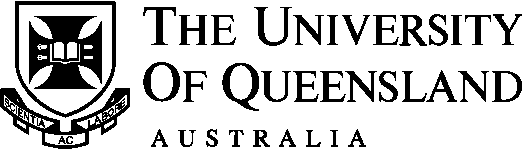 THE UNIVERSITY
OF QUEENSLAND
AUSTRALIA
SCIENTIA
AC
LABORE